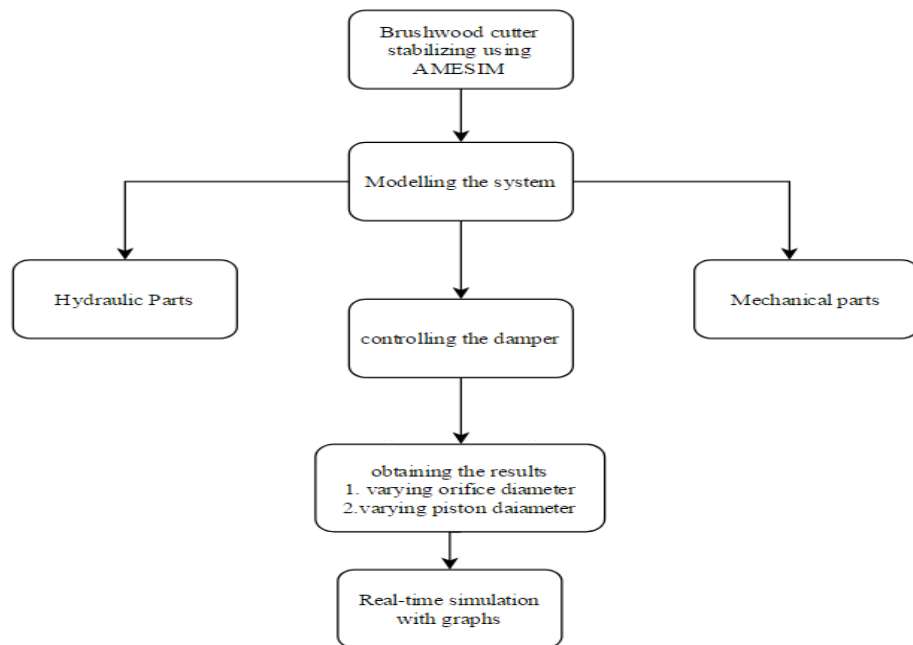 Brushwood cutter
stabilizing using
AMESIM
Modelling the system
Hydraulic Parts
Mechanical parts
controlling the damper
obtaining the results
1. varying orifice diameter
2.varying piston daiameter
Real-time simulation
with graphs